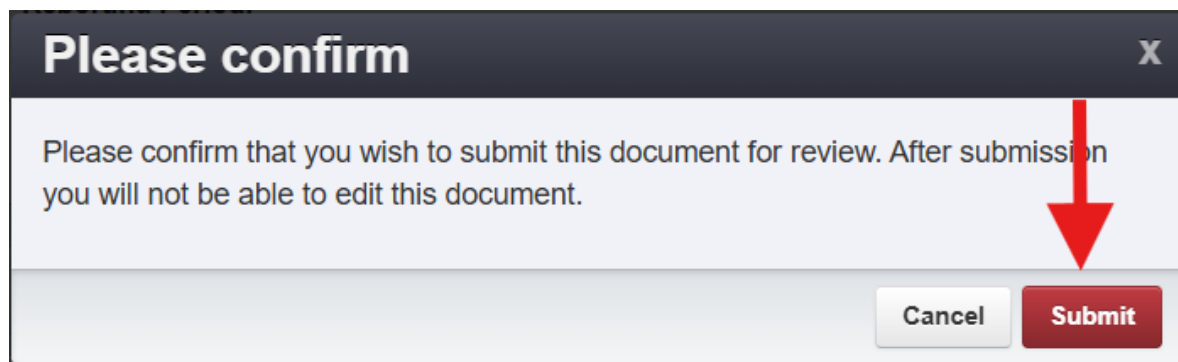 Please confirm
x
Please confirm that you wish to submit this document for review. After submission
you will not be able to edit this document.
Cancel
Submit